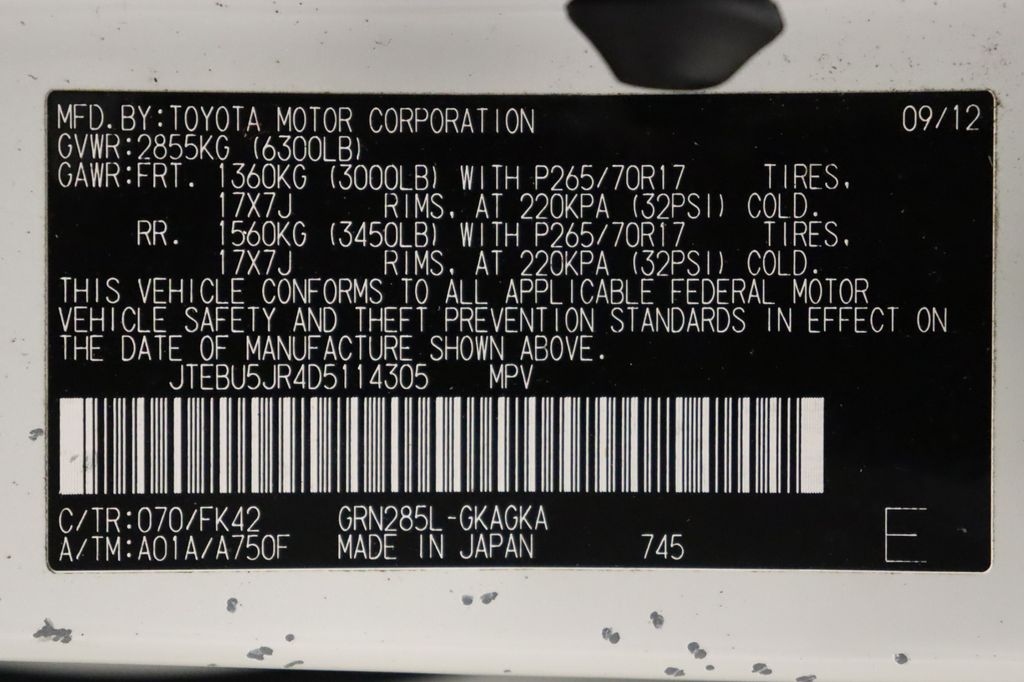 MFD. BY: TOYOTA MOTOR CORPORATION 09/12
GVWR: 2855KG (6300LB)
GAWR: FRT. 1360KG (3000LB) WITH P265/70R17 TIRES,
17X7J RIMS, AT 220KPA (32PSI) COLD.
RR. 1560KG (3450LB) WITH P265/70R17 TIRES,
17X7J RIMS, AT 220KPA (32PSI) COLD.
THIS VEHICLE CONFORMS TO ALL APPLICABLE FEDERAL MOTOR
VEHICLE SAFETY AND THEFT PREVENTION STANDARDS IN EFFECT ON
THE DATE OF MANUFACTURE SHOWN ABOVE.
JTEBU5JR4D5114305 MPV
C/TR: 070/FK42 GRN285L-GKAGKA
A/TM: A01A/A750F MADE IN JAPAN 745 E